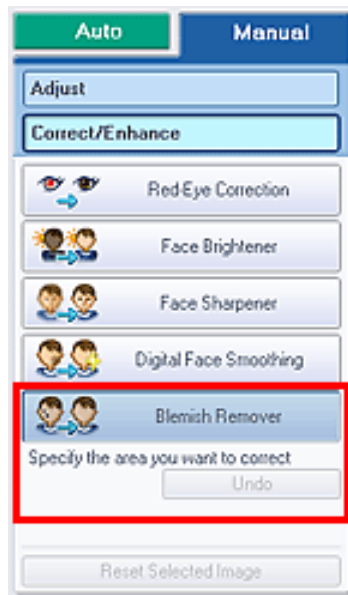 Auto Manual
Adjust
Correct/Enhance
Red-Eye Correction
Face Brightener
Face Sharpener
Digital Face Smoothing
Blemish Remover
Specify the area you want to correct
Undo
Reset Selected Image